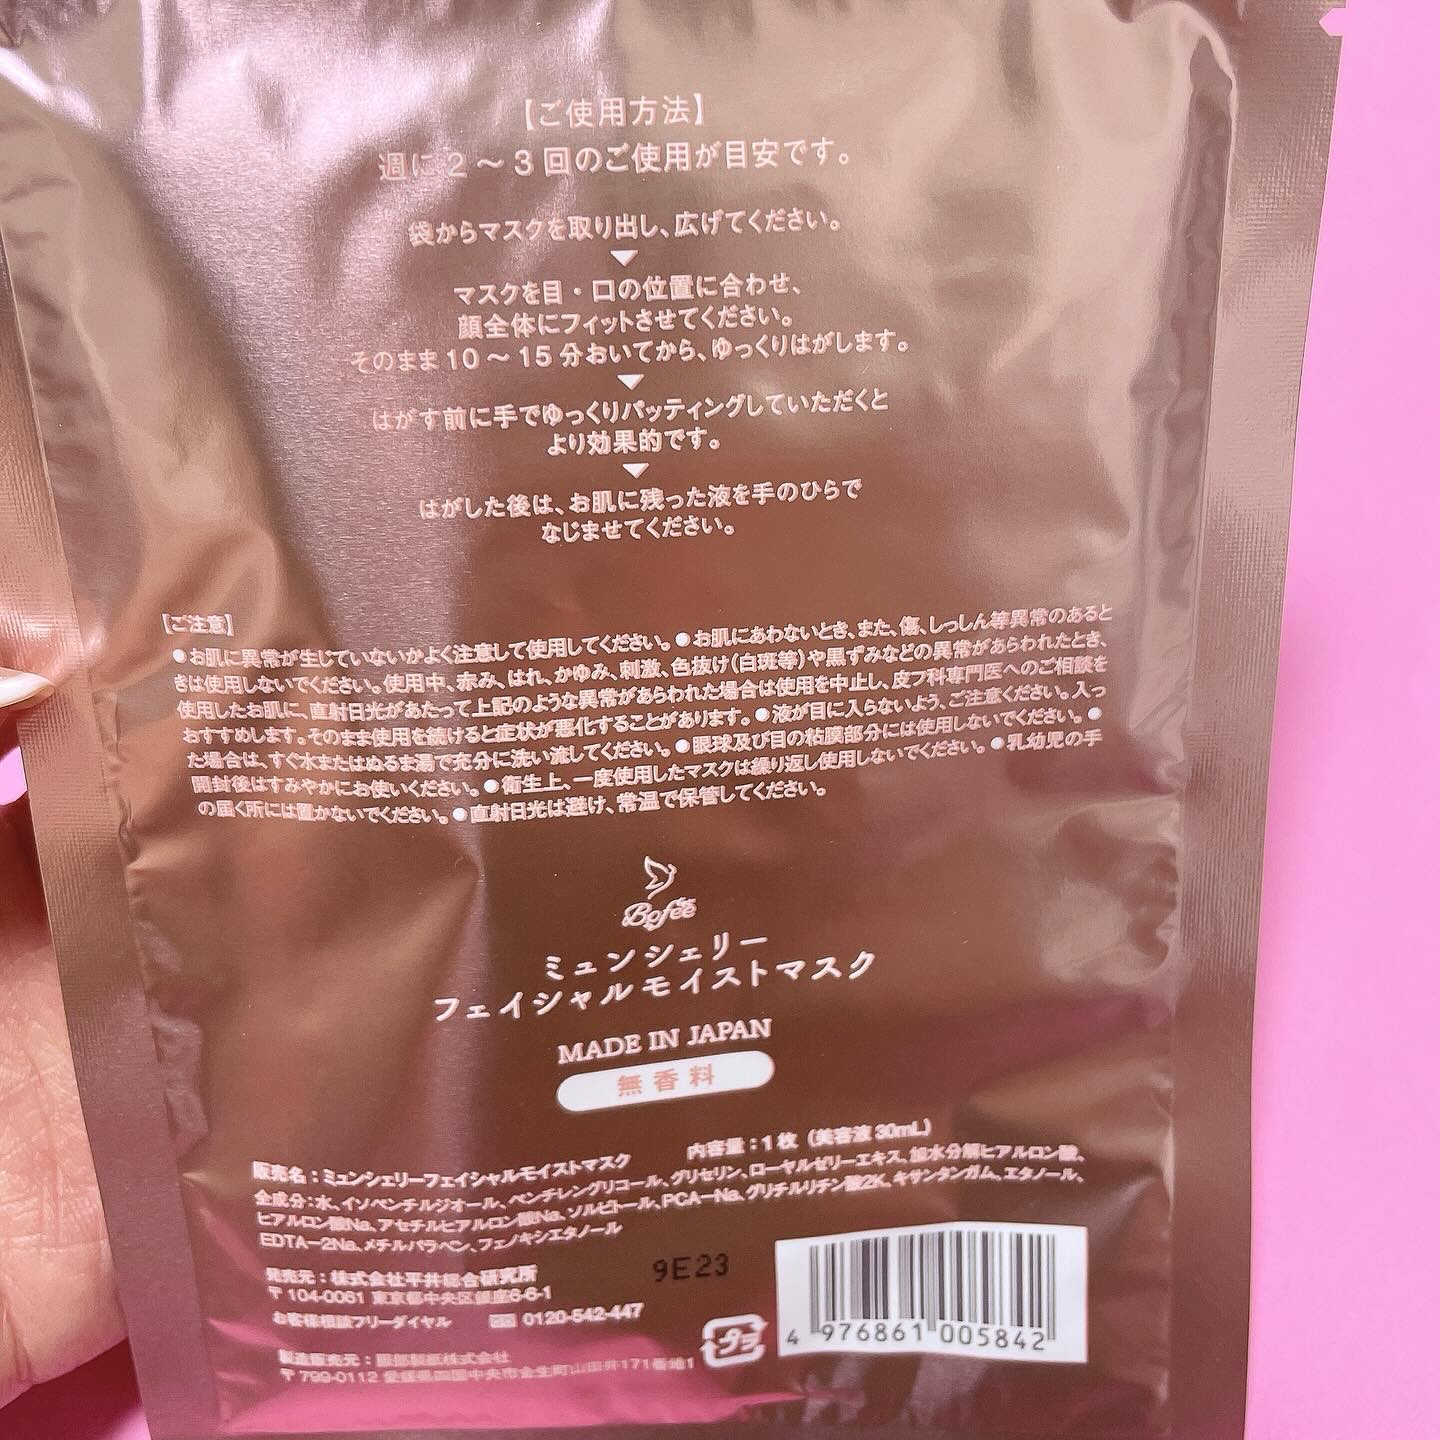 【ご使用方法】
週に2〜3回のご使用が目安です。
袋からマスクを取り出し、広げてください。
マスクを目・口の位置に合わせ、
顔全体にフィットさせてください。
そのまま10〜15分おいてから、ゆっくりはがします。
はがす前に手でゆっくりパッティングしていただくと
より効果的です。
はがした後は、お肌に残った液を手のひらで
なじませてください。
【ご注意】
●お肌に異常が生じていないかよく注意して使用してください。●お肌にあわないとき、また、傷、しっしん等異常のあると
きは使用しないでください。使用中、赤み、はれ、かゆみ、刺激、色抜け(白斑等)や黒ずみなどの異常があらわれたとき、
使用したお肌に、直射日光があたって上記のような異常があらわれた場合は使用を中止し、皮フ科専門医へのご相談を
おすすめします。そのまま使用を続けると症状が悪化することがあります。●液が目に入らないよう、ご注意ください。入っ
た場合は、すぐ水またはぬるま湯で充分に洗い流してください。●眼球及び目の粘膜部分には使用しないでください。●
開封後はすみやかにお使いください。●衛生上、一度使用したマスクは繰り返し使用しないでください。●乳幼児の手
の届く所には置かないでください。●直射日光は避け、常温で保管してください。
Bofee
ミュンシェリー
フェイシャルモイストマスク
MADE IN JAPAN
無香料
販売名:ミュンシェリーフェイシャルモイストマスク 内容量:1枚(美容液30mL)
全成分:水、イソペンチルジオール、ペンチレングリコール、グリセリン、ローヤルゼリーエキス、加水分解ヒアルロン酸、
ヒアルロン酸Na、アセチルヒアルロン酸Na、ソルビトール、PCA-Na、グリチルリチン酸2K、キサンタンガム、エタノール、
EDTA-2Na、メチルパラベン、フェノキシエタノール
発売元:株式会社平井総合研究所
〒104-0061 東京都中央区銀座6-6-1
お客様相談フリーダイヤル 0120-542-447
製造販売元:服部製紙株式会社
〒799-0112 愛媛県四国中央市金生町山田井171番地1
9E23
プラ
4 976861 005842